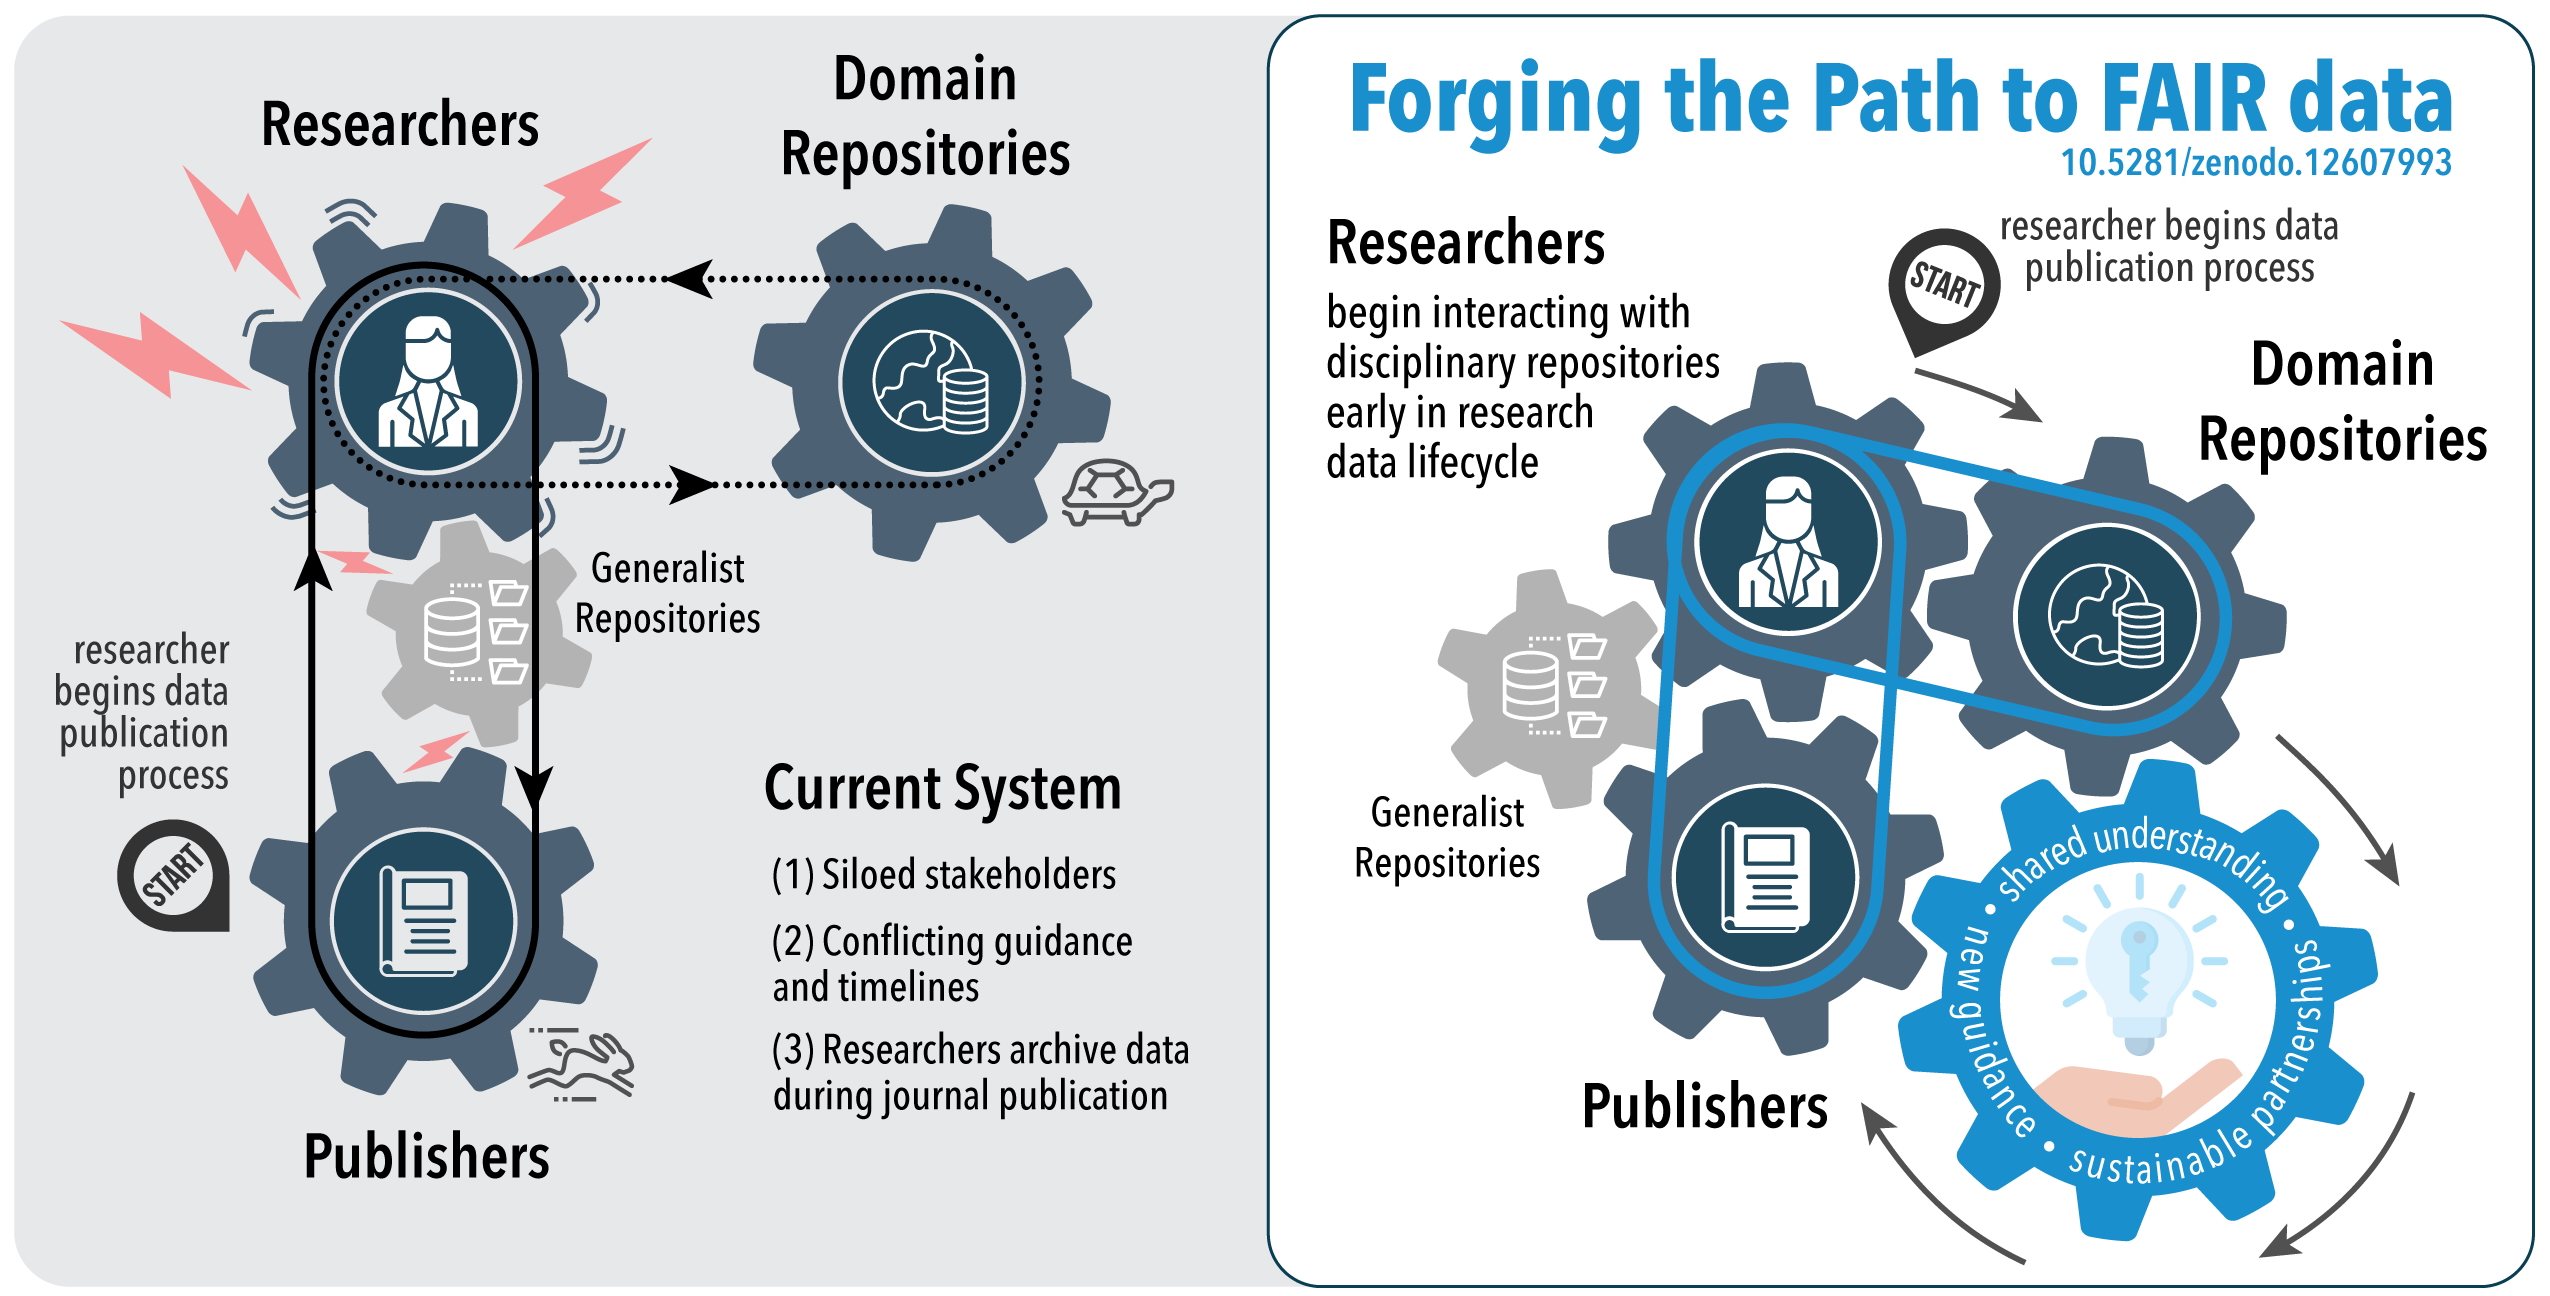 Researchers
Domain
Repositories
Generalist
Repositories
researcher
begins data
publication
process
START
Publishers
Current System
(1) Siloed stakeholders
(2) Conflicting guidance
and timelines
(3) Researchers archive data
during journal publication
Forging the Path to FAIR data
10.5281/zenodo.12607993
Researchers
begin interacting with
disciplinary repositories
early in research
data lifecycle
START
researcher begins data
publication process
Domain
Repositories
Generalist
Repositories
Publishers
new guidance • shared understanding • sustainable partnerships •